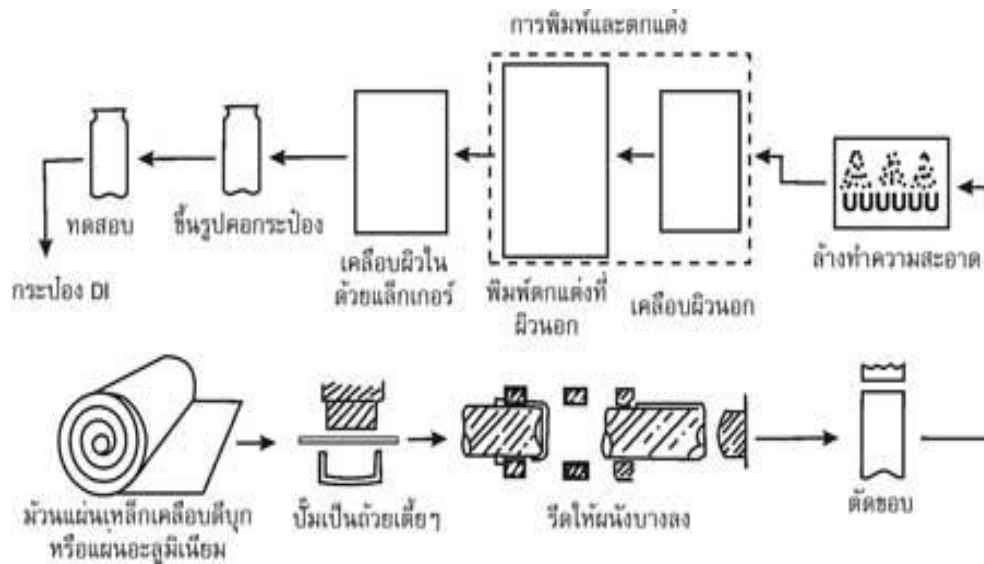 การพิมพ์และตกแต่ง
ทดสอบ
ขึ้นรูปคอกระป๋อง
กระป๋อง DI
เคลือบผิวใน
ด้วยแล็กเกอร์
พิมพ์ตกแต่งที่
ผิวนอก
เคลือบผิวนอก
ล้างทำความสะอาด
ม้วนแผ่นเหล็กเคลือบดีบุก
หรือแผ่นอะลูมิเนียม
ปั๊มเป็นถ้วยเตี้ยๆ
รีดให้ผนังบางลง
ตัดขอบ